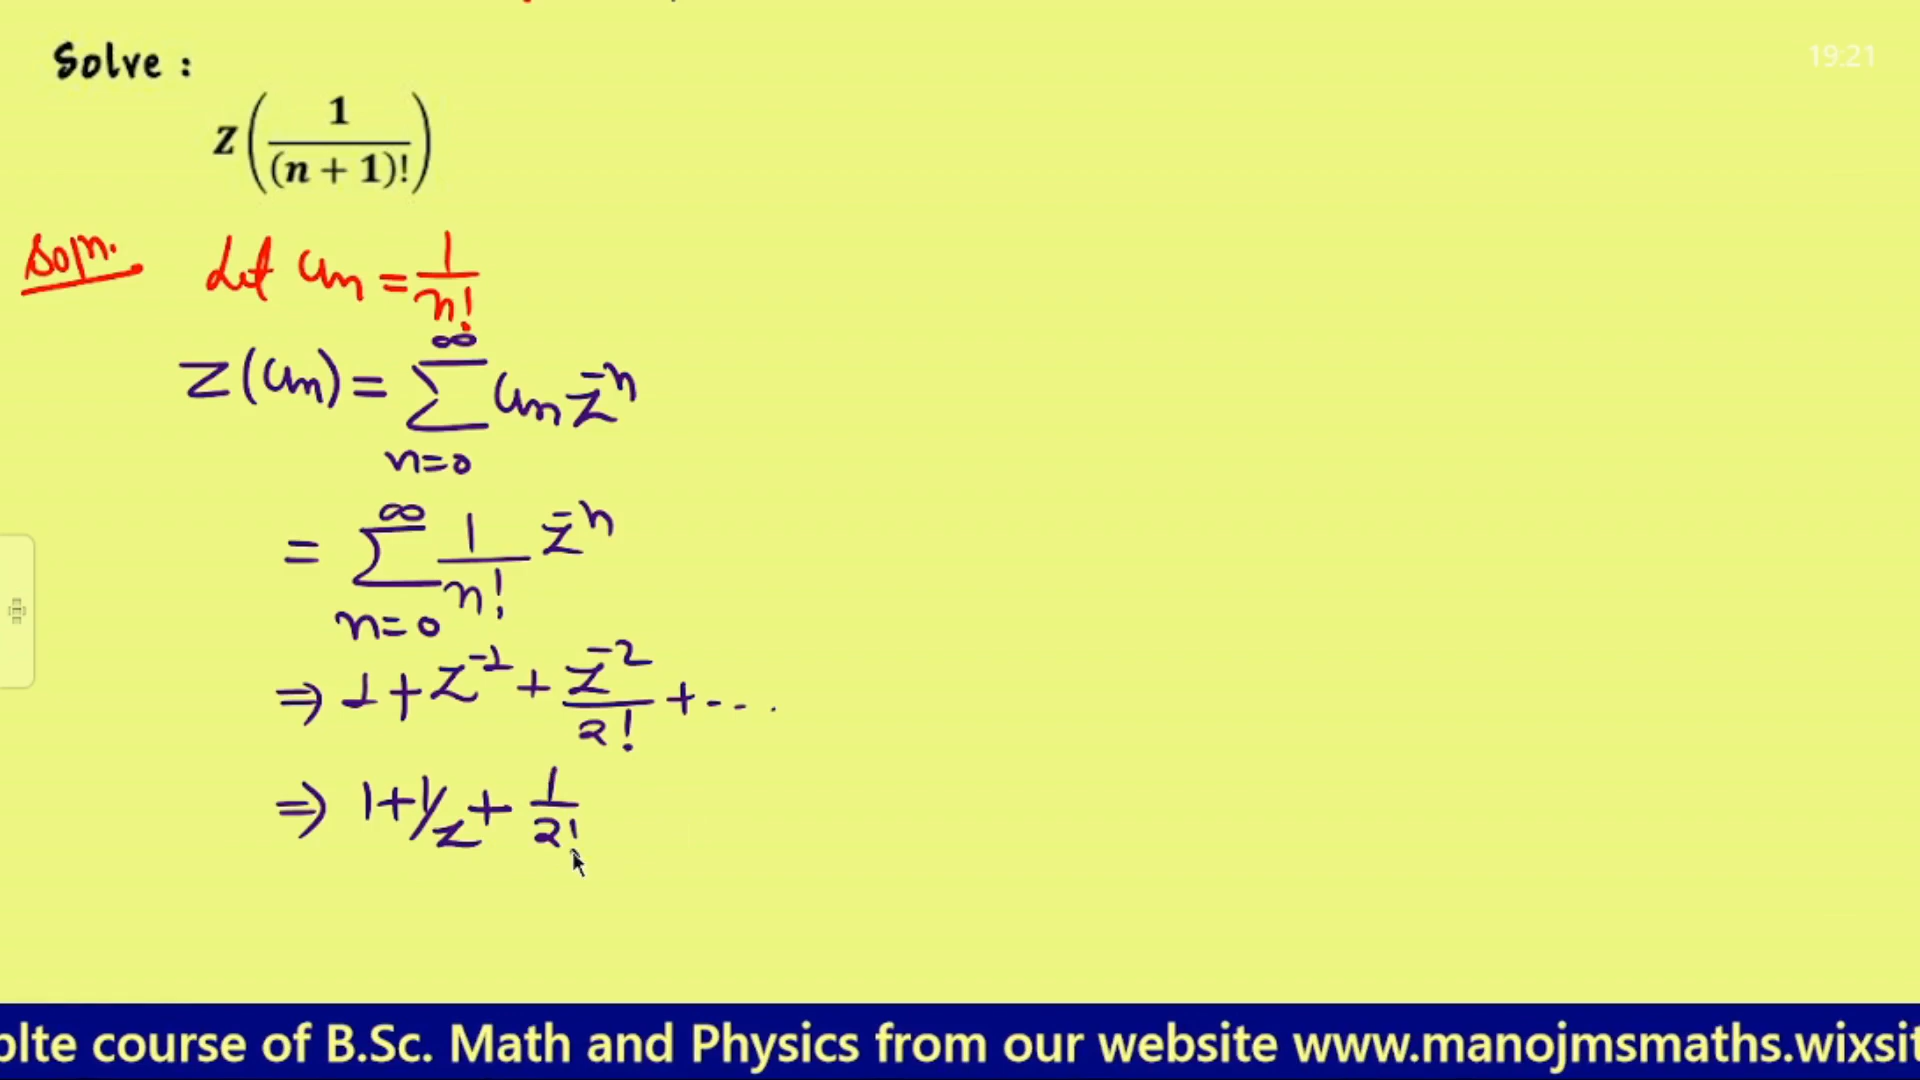 Solve :
19:21
Z(1/(n + 1)!)
Soln. Let un = 1/n!
Z(un) = ∑_{n=0}^{∞} un z^{-n}
= ∑_{n=0}^{∞} 1/n! z^{-n}
⇒ 1 + z^{-1} + z^{-2}/2! + ---.
⇒ 1 + 1/z + 1/2!
olte course of B.Sc. Math and Physics from our website www.manojmsmaths.wixsit